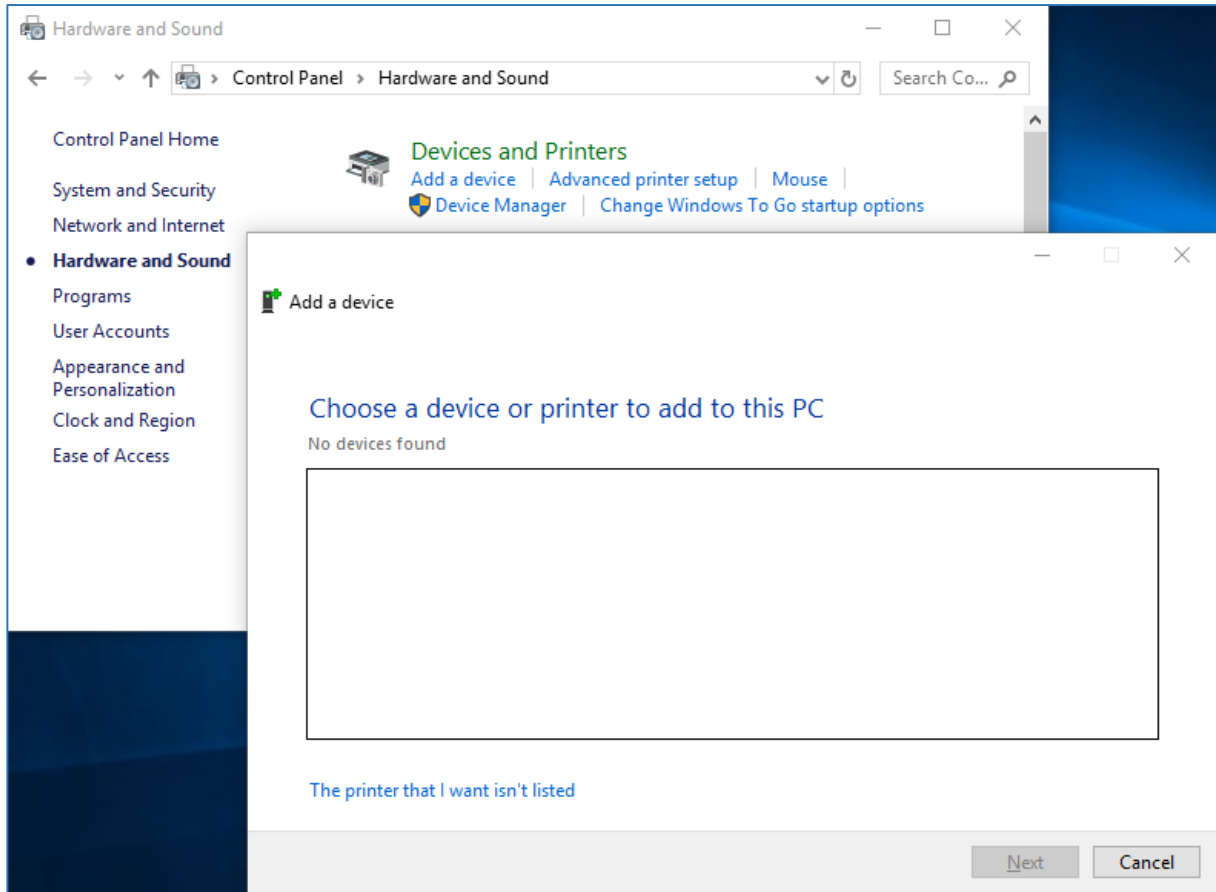 Hardware and Sound
Control Panel > Hardware and Sound
Search Co...
Control Panel Home
System and Security
Network and Internet
Hardware and Sound
Programs
User Accounts
Appearance and
Personalization
Clock and Region
Ease of Access
Devices and Printers
Add a device | Advanced printer setup | Mouse |
Device Manager | Change Windows To Go startup options
Add a device
Choose a device or printer to add to this PC
No devices found
The printer that I want isn't listed
Next
Cancel